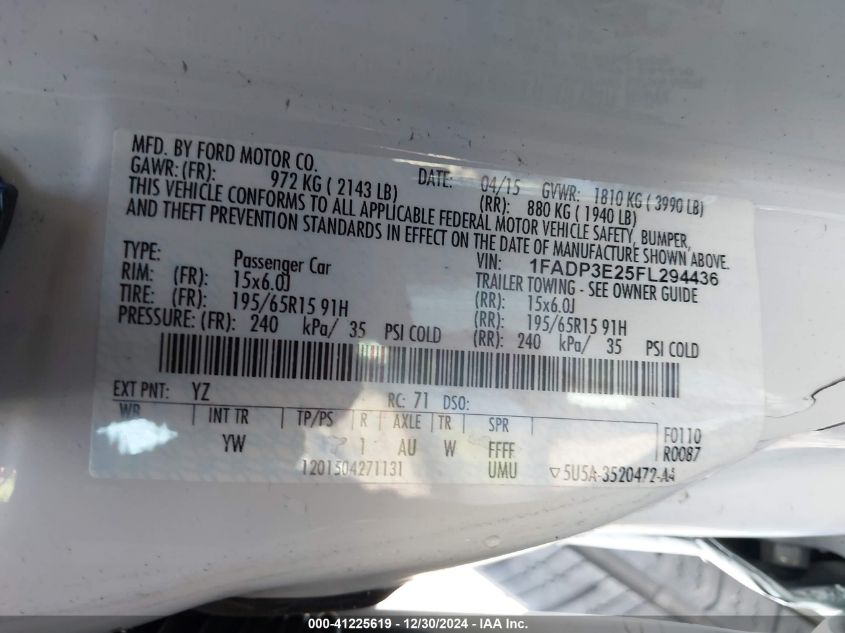 MFD. BY FORD MOTOR CO.
DATE: 04/15 GVWR: 1810 KG ( 3990 LB)
GAWR: (FR): 972 KG ( 2143 LB) (RR): 880 KG ( 1940 LB)
THIS VEHICLE CONFORMS TO ALL APPLICABLE FEDERAL MOTOR VEHICLE SAFETY, BUMPER,
AND THEFT PREVENTION STANDARDS IN EFFECT ON THE DATE OF MANUFACTURE SHOWN ABOVE.
VIN: 1FADP3E25FL294436
TYPE: Passenger Car TRAILER TOWING - SEE OWNER GUIDE
RIM: (FR): 15x6.0J (RR): 15x6.0J
TIRE: (FR): 195/65R15 91H (RR): 195/65R15 91H
PRESSURE: (FR): 240 kPa/ 35 PSI COLD (RR): 240 kPa/ 35 PSI COLD
EXT PNT: YZ RC: 71 DSO:
WB INT TR TP/PS R AXLE TR SPR F0110
YW 1 AU W FFFF R0087
1201504271131 UMU ▽5U5A-3520472-AA
000-41225619 - 12/30/2024 - IAA Inc.